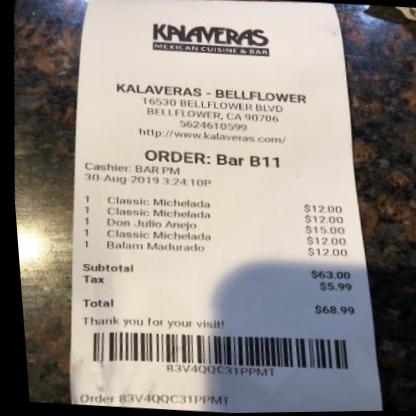 KALAVERAS
MEXICAN CUISINE & BAR
KALAVERAS - BELLFLOWER
16530 BELLFLOWER BLVD
BELLFLOWER, CA 90706
5624610599
http://www.kalaveras.com/
ORDER: Bar B11
Cashier: BAR PM
30-Aug-2019 3:24:10P
1 Classic Michelada $12.00
1 Classic Michelada $12.00
1 Don Julio Anejo $15.00
1 Classic Michelada $12.00
1 Balam Madurado $12.00
Subtotal $63.00
Tax $5.99
Total $68.99
Thank you for your visit!
83V4QQC31PPMT
Order 83V4QQC31PPMT